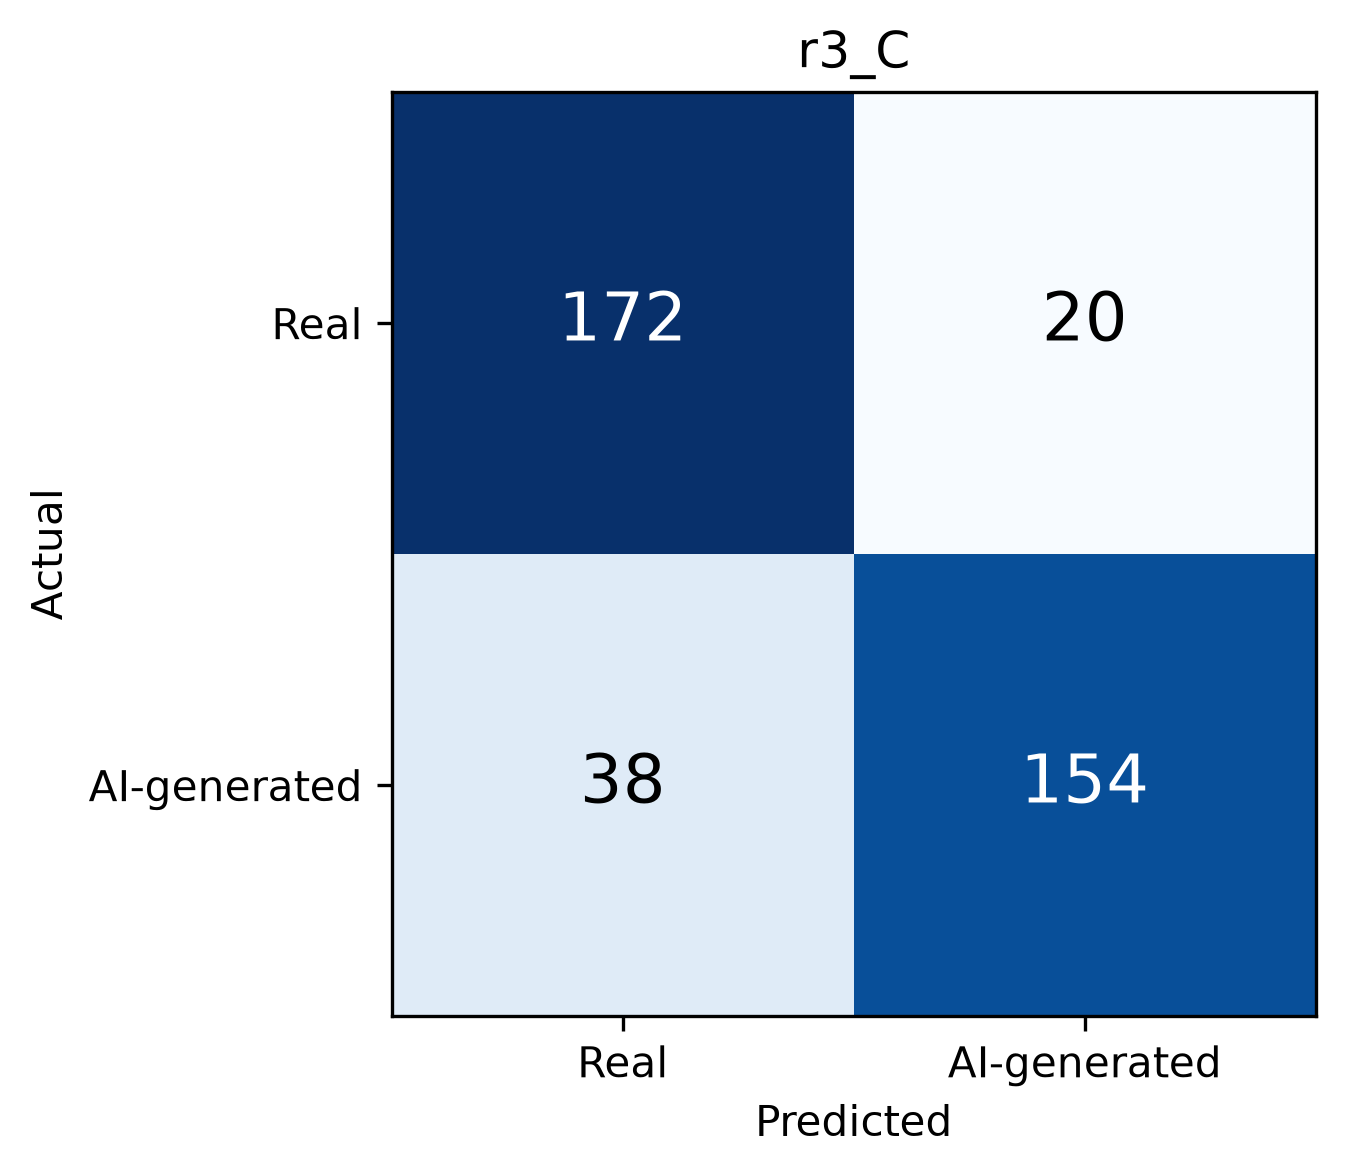 r3_C
Actual
Real
172
20
AI-generated
38
154
Real
AI-generated
Predicted